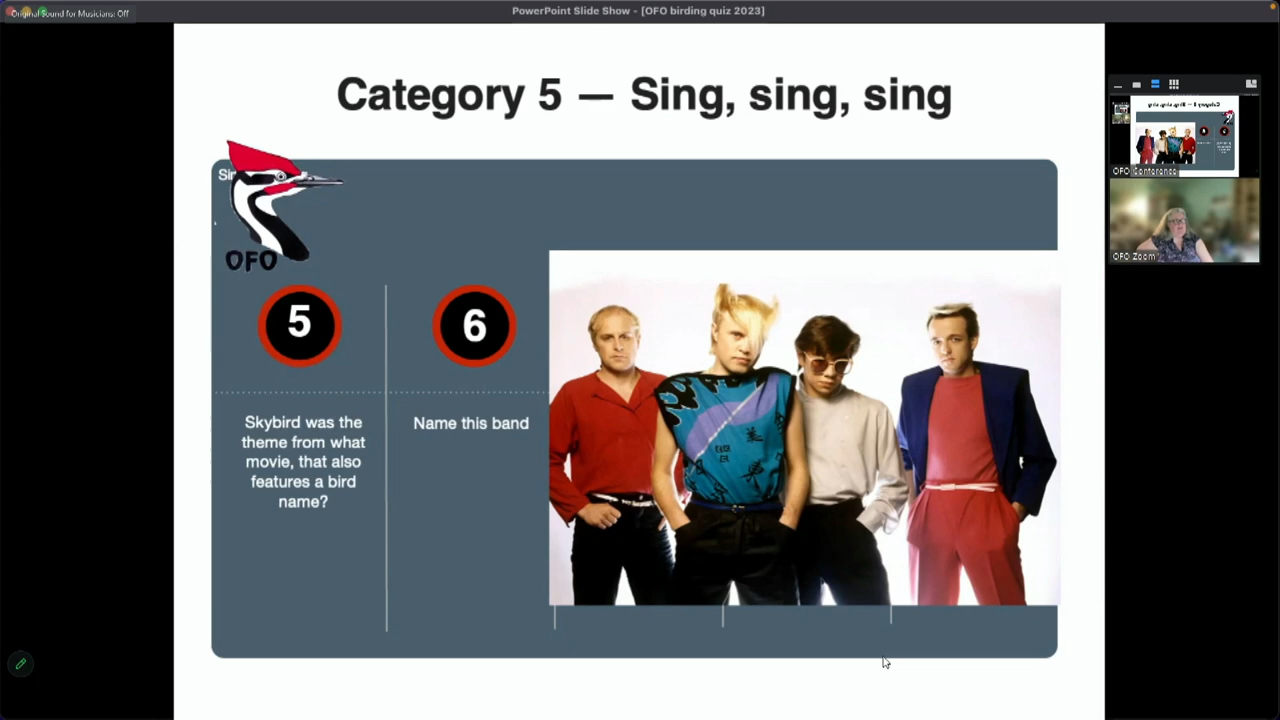 Original Sound for Musicians: Off
PowerPoint Slide Show - [OFO birding quiz 2023]
Category 5 — Sing, sing, sing
OFO
5
6
Skybird was the
theme from what
movie, that also
features a bird
name?
Name this band
OFO Conference
OFO Zoom